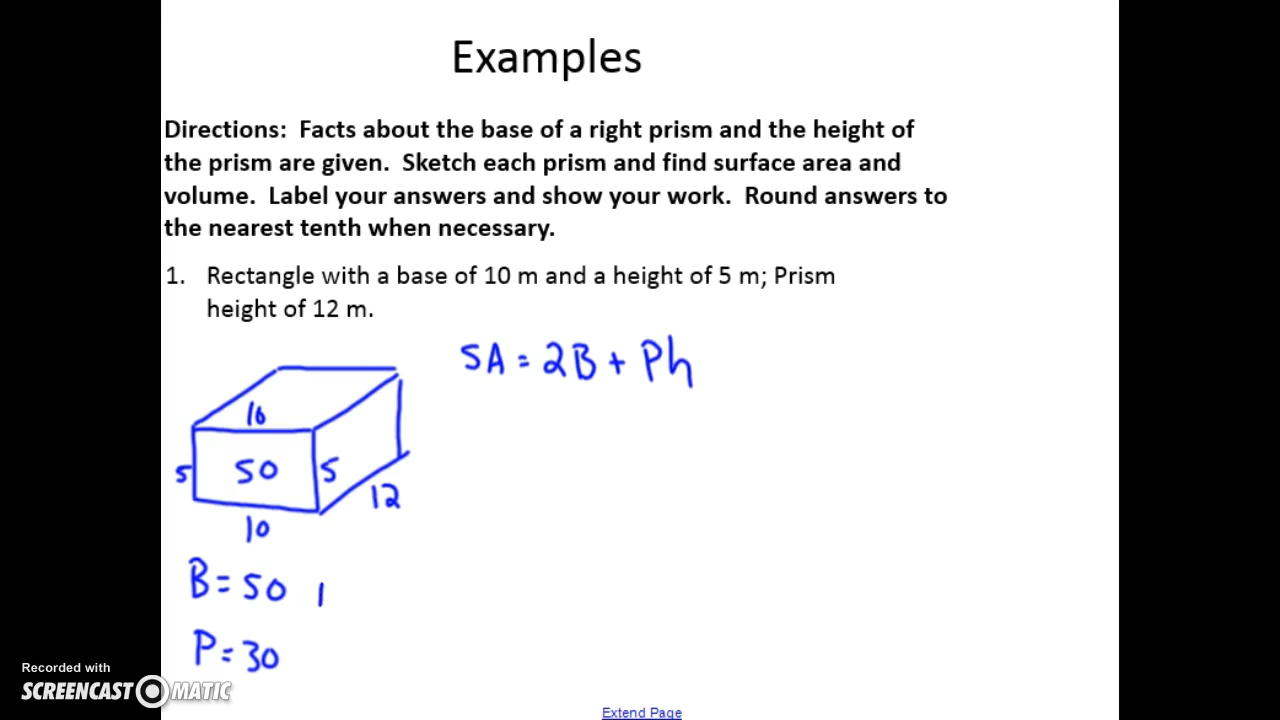 Examples
Directions: Facts about the base of a right prism and the height of
the prism are given. Sketch each prism and find surface area and
volume. Label your answers and show your work. Round answers to
the nearest tenth when necessary.
1. Rectangle with a base of 10 m and a height of 5 m; Prism
height of 12 m.
SA = 2B + Ph
10
5
50
5
12
10
B = 50
P = 30
Recorded with
SCREENCAST O MATIC
Extend Page